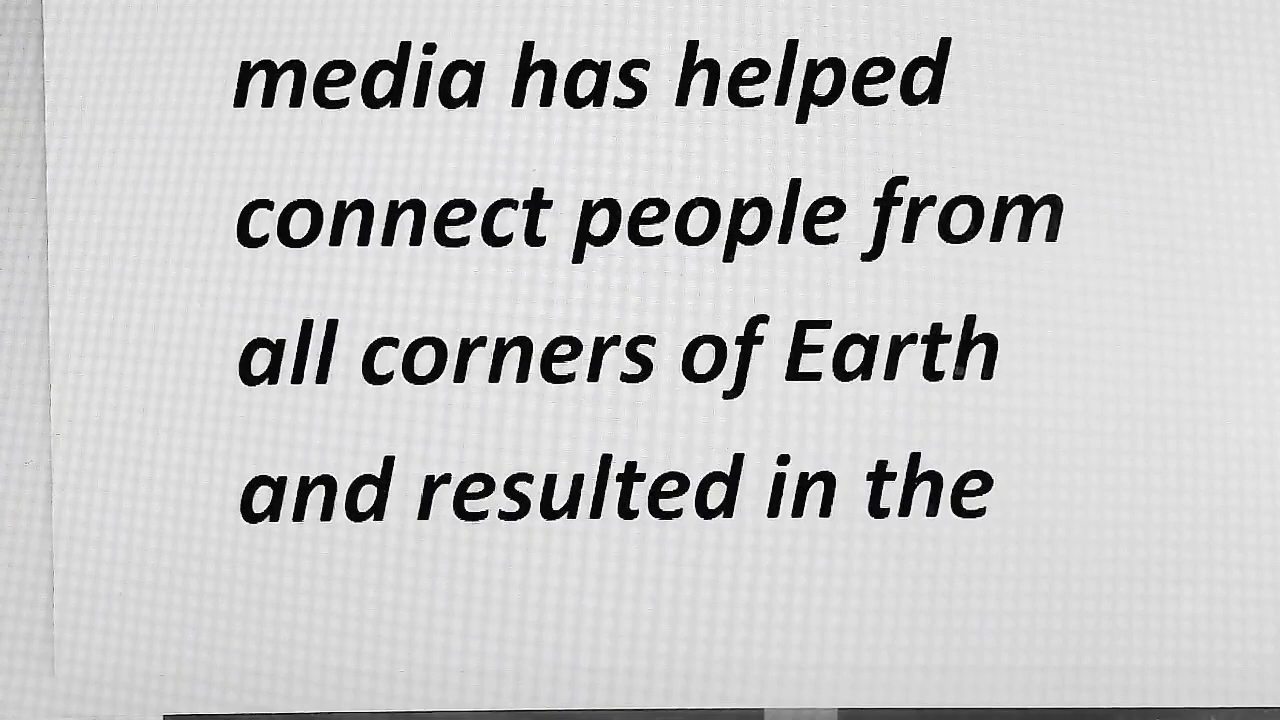 media has helped
connect people from
all corners of Earth
and resulted in the